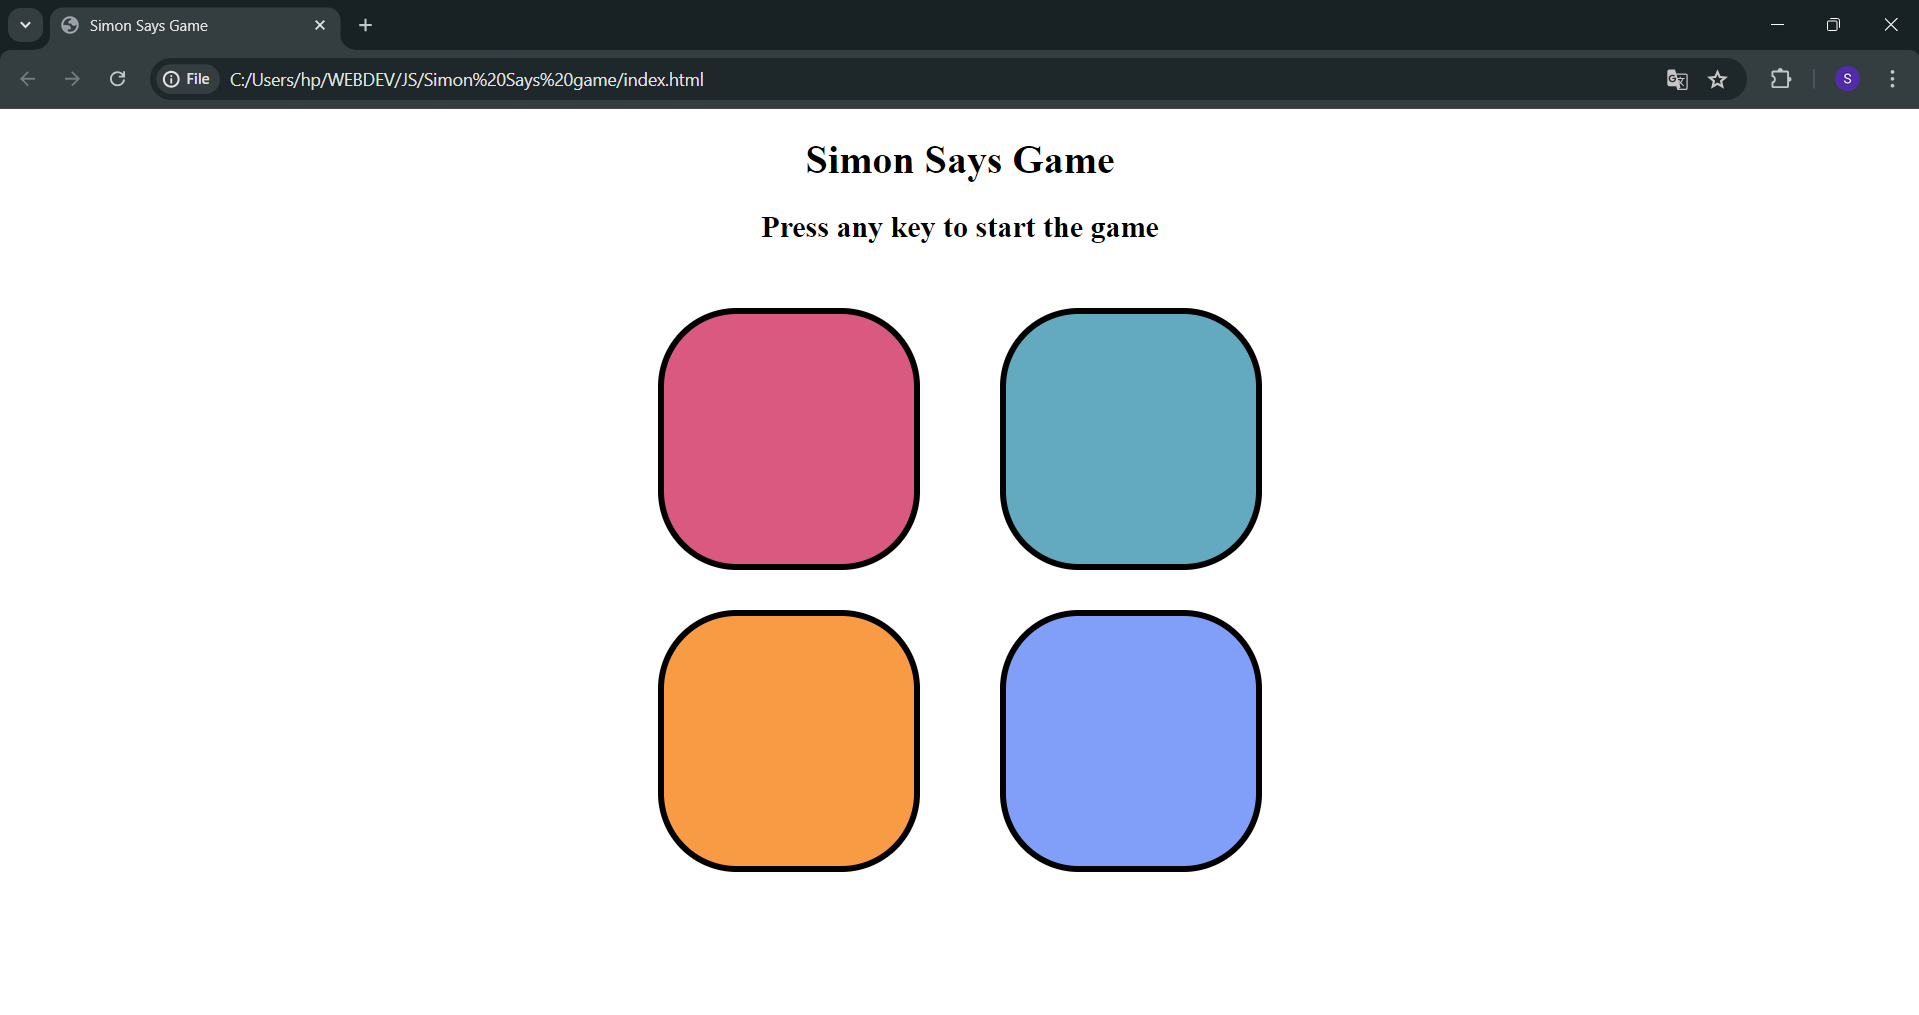 Simon Says Game
File C:/Users/hp/WEBDEV/JS/Simon%20Says%20game/index.html
S
Simon Says Game
Press any key to start the game